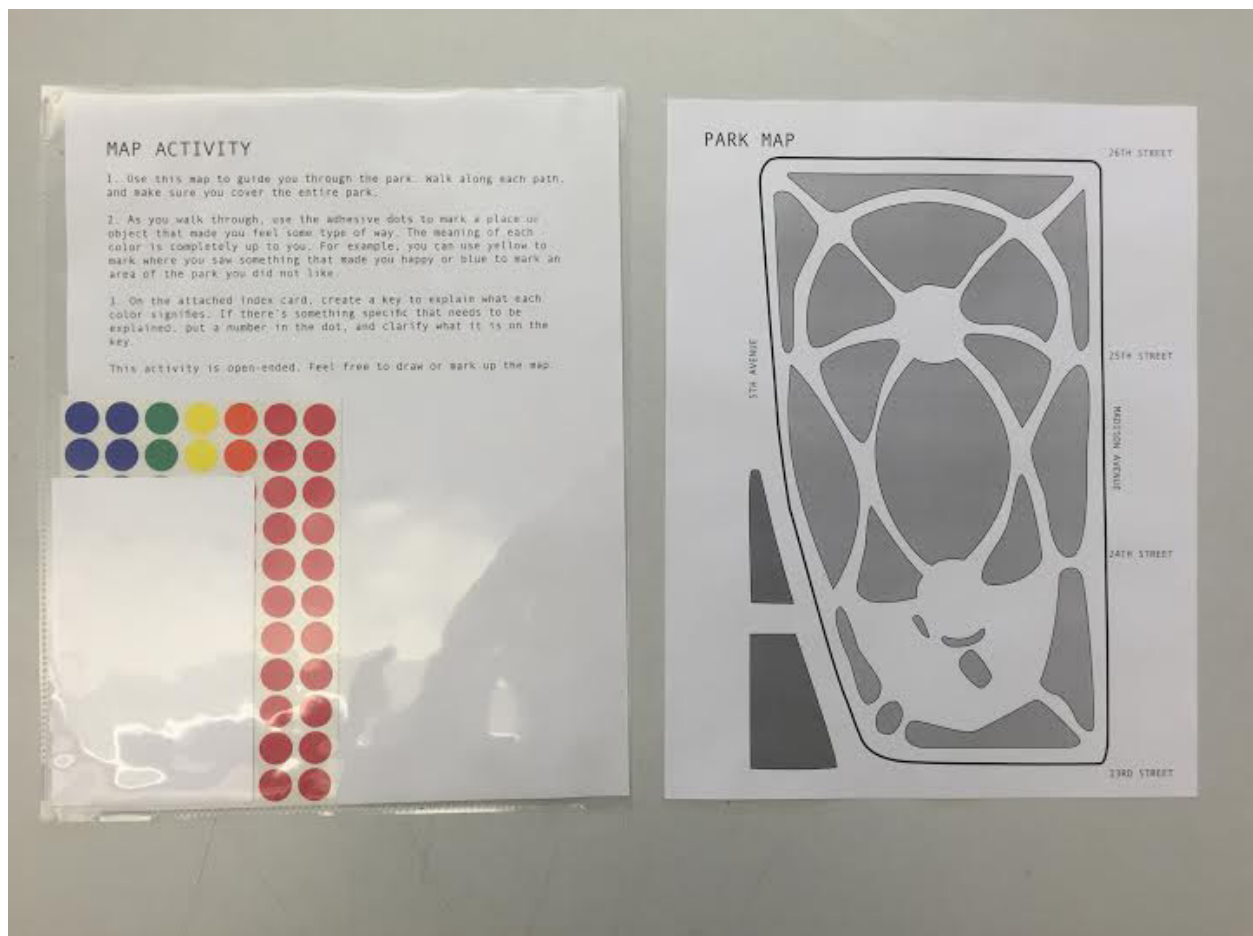 MAP ACTIVITY
1. Use this map to guide you through the park. Walk along each path,
and make sure you cover the entire park.
2. As you walk through, use the adhesive dots to mark a place or
object that made you feel some type of way. The meaning of each
color is completely up to you. For example, you can use yellow to
mark where you saw something that made you happy or blue to mark an
area of the park you did not like.
3. On the attached index card, create a key to explain what each
color signifies. If there's something specific that needs to be
explained, put a number in the dot, and clarify what it is on the
key.
This activity is open-ended. Feel free to draw or mark up the map.
PARK MAP
26TH STREET
5TH AVENUE
25TH STREET
MADISON AVENUE
24TH STREET
23RD STREET